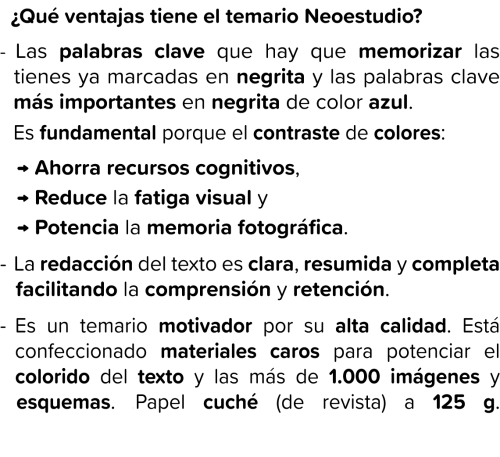 ¿Qué ventajas tiene el temario Neoestudio?
- Las palabras clave que hay que memorizar las
tienes ya marcadas en negrita y las palabras clave
más importantes en negrita de color azul.
Es fundamental porque el contraste de colores:
→ Ahorra recursos cognitivos,
→ Reduce la fatiga visual y
→ Potencia la memoria fotográfica.
- La redacción del texto es clara, resumida y completa
facilitando la comprensión y retención.
- Es un temario motivador por su alta calidad. Está
confeccionado materiales caros para potenciar el
colorido del texto y las más de 1.000 imágenes y
esquemas. Papel cuché (de revista) a 125 g.